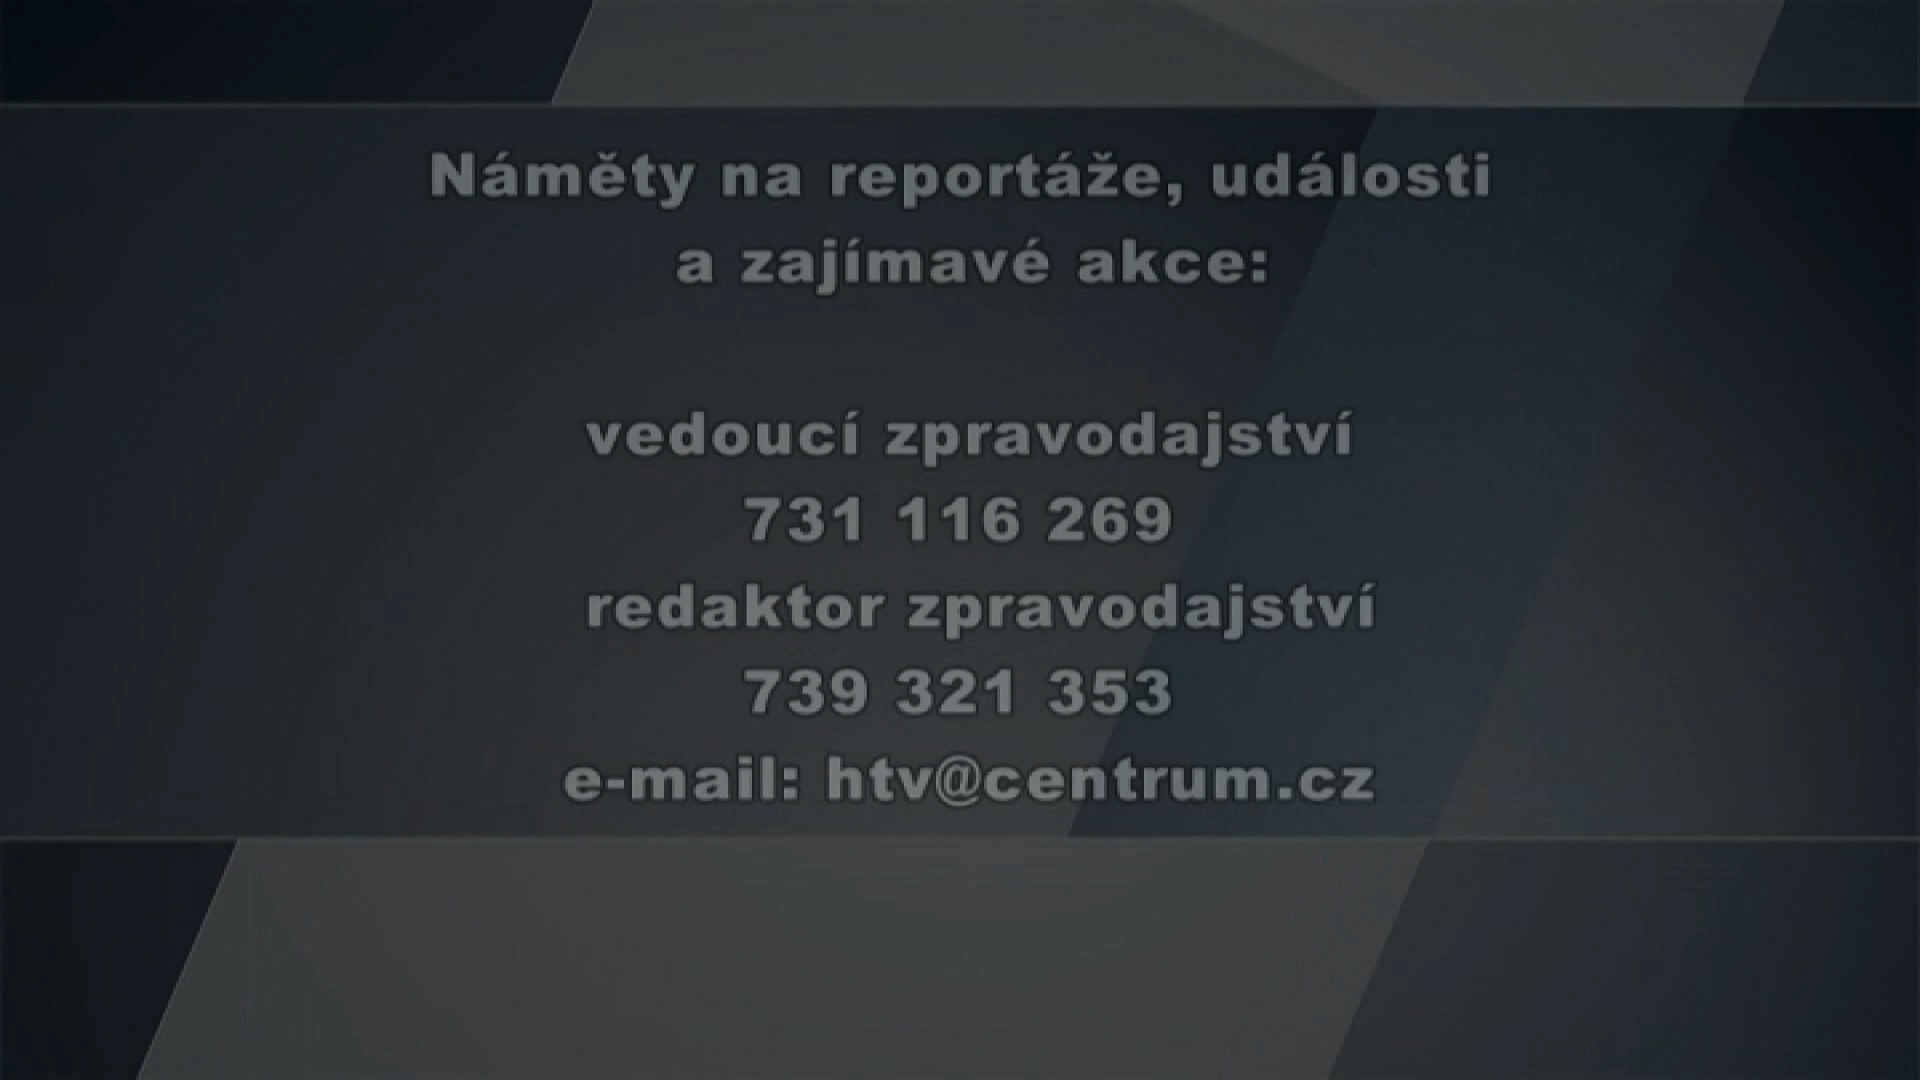 Náměty na reportáže, události
a zajímavé akce:
vedoucí zpravodajství
731 116 269
redaktor zpravodajství
739 321 353
e-mail: htv@centrum.cz